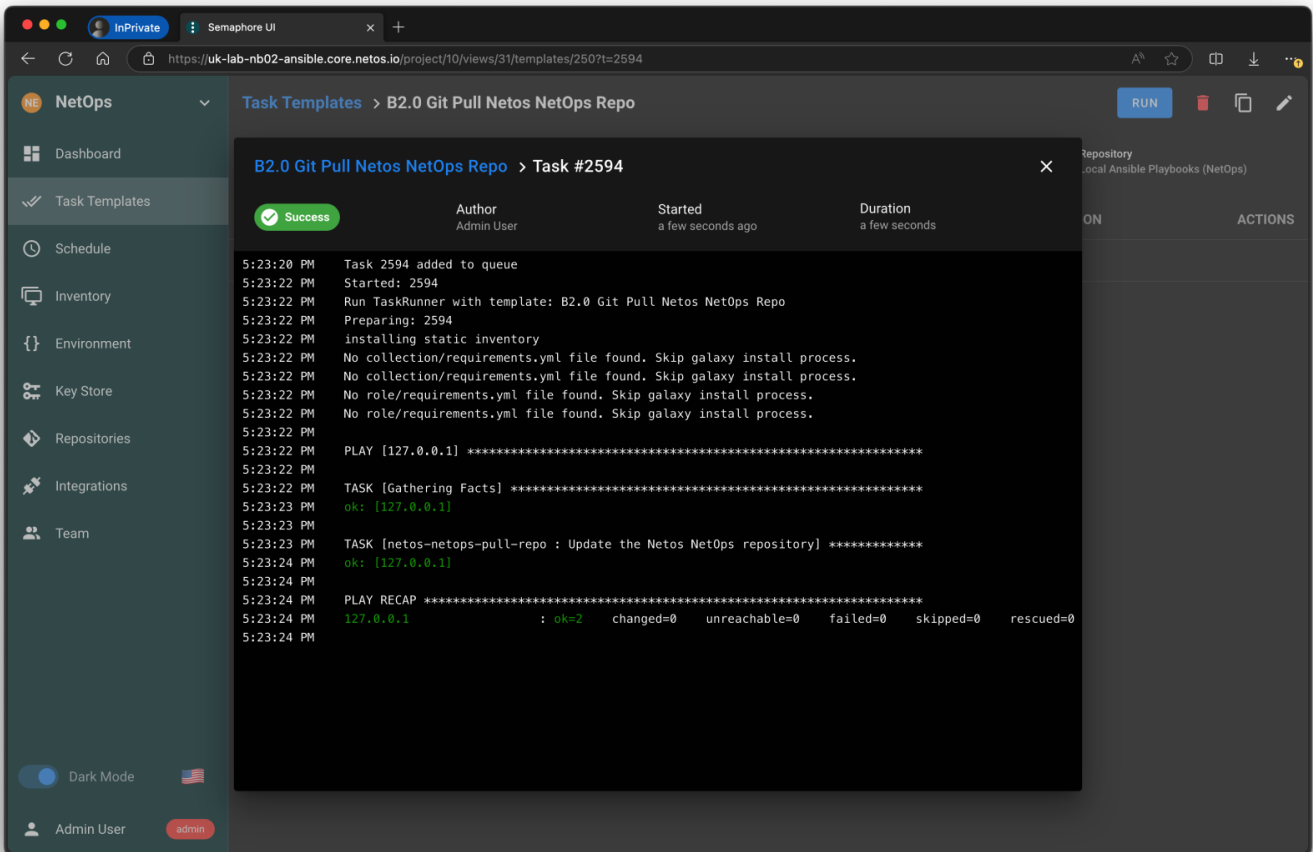 InPrivate
Semaphore UI
https://uk-lab-nb02-ansible.core.netos.io/project/10/views/31/templates/250?t=2594
NE NetOps
Task Templates > B2.0 Git Pull Netos NetOps Repo
RUN
Dashboard
Task Templates
Schedule
Inventory
Environment
Key Store
Repositories
Integrations
Team
Dark Mode
Admin User admin
Repository
Local Ansible Playbooks (NetOps)
ON ACTIONS
B2.0 Git Pull Netos NetOps Repo > Task #2594
Success
Author
Admin User
Started
a few seconds ago
Duration
a few seconds
5:23:20 PM Task 2594 added to queue
5:23:22 PM Started: 2594
5:23:22 PM Run TaskRunner with template: B2.0 Git Pull Netos NetOps Repo
5:23:22 PM Preparing: 2594
5:23:22 PM installing static inventory
5:23:22 PM No collection/requirements.yml file found. Skip galaxy install process.
5:23:22 PM No collection/requirements.yml file found. Skip galaxy install process.
5:23:22 PM No role/requirements.yml file found. Skip galaxy install process.
5:23:22 PM No role/requirements.yml file found. Skip galaxy install process.
5:23:22 PM
5:23:22 PM PLAY [127.0.0.1] ***************************************************************
5:23:22 PM
5:23:22 PM TASK [Gathering Facts] *********************************************************
5:23:23 PM ok: [127.0.0.1]
5:23:23 PM
5:23:23 PM TASK [netos-netops-pull-repo : Update the Netos NetOps repository] *************
5:23:24 PM ok: [127.0.0.1]
5:23:24 PM
5:23:24 PM PLAY RECAP *********************************************************************
5:23:24 PM 127.0.0.1 : ok=2 changed=0 unreachable=0 failed=0 skipped=0 rescued=0
5:23:24 PM